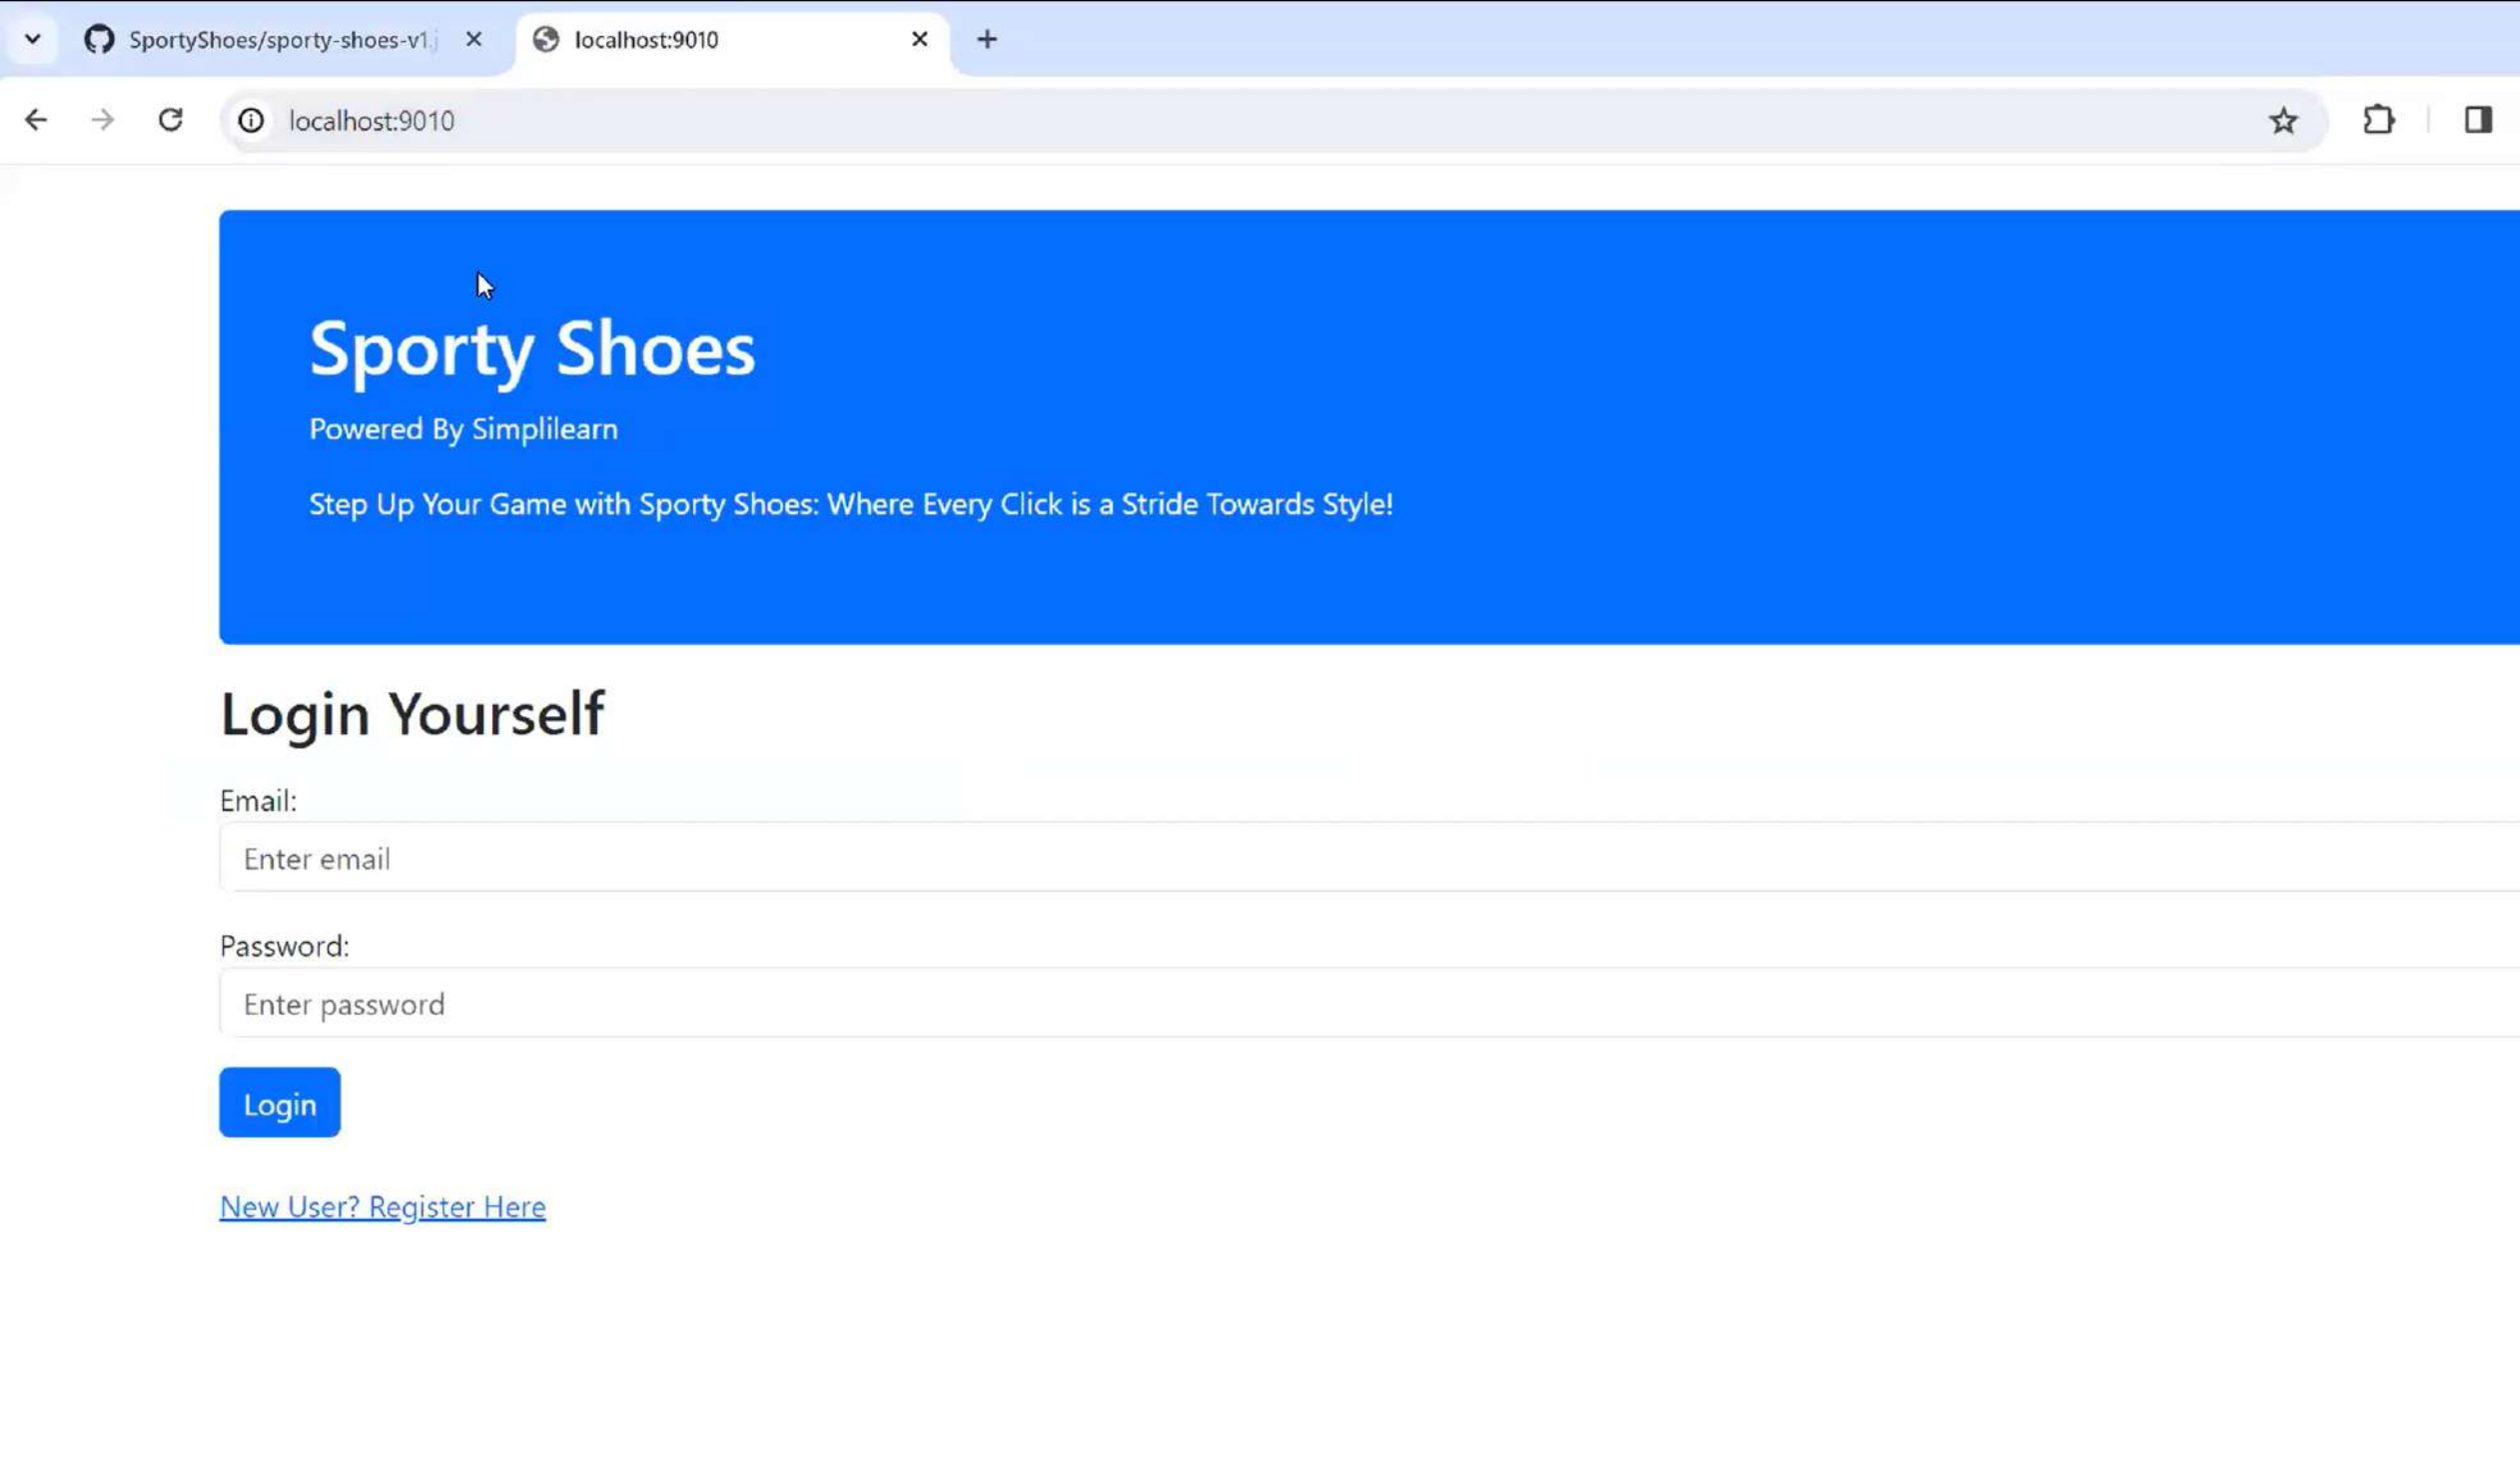 SportyShoes/sporty-shoes-v1.j
localhost:9010
localhost:9010
Sporty Shoes
Powered By Simplilearn
Step Up Your Game with Sporty Shoes: Where Every Click is a Stride Towards Style!
Login Yourself
Email:
Enter email
Password:
Enter password
Login
New User? Register Here